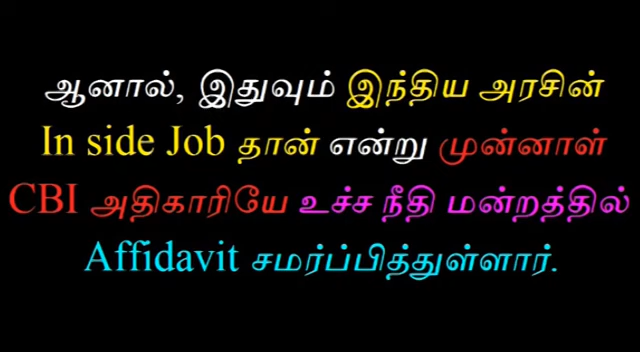 ஆனால், இதுவும் இந்திய அரசின்
In side Job தான் என்று முன்னாள்
CBI அதிகாரியே உச்ச நீதி மன்றத்தில்
Affidavit சமர்ப்பித்துள்ளார்.